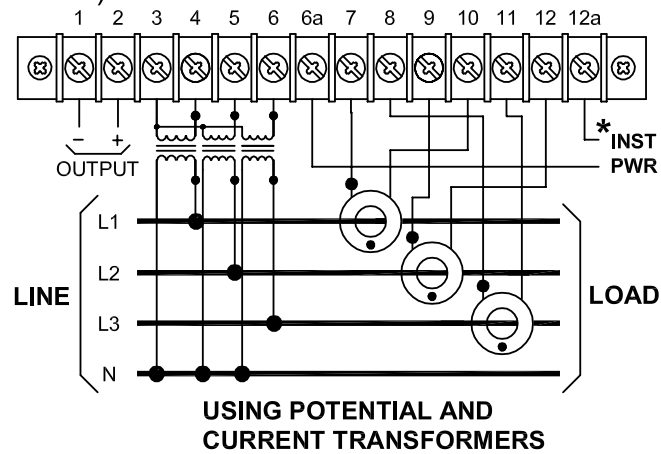 1 2 3 4 5 6 6a 7 8 9 10 11 12 12a
− +
OUTPUT
* INST
PWR
L1
L2
LINE
LOAD
L3
N
USING POTENTIAL AND
CURRENT TRANSFORMERS